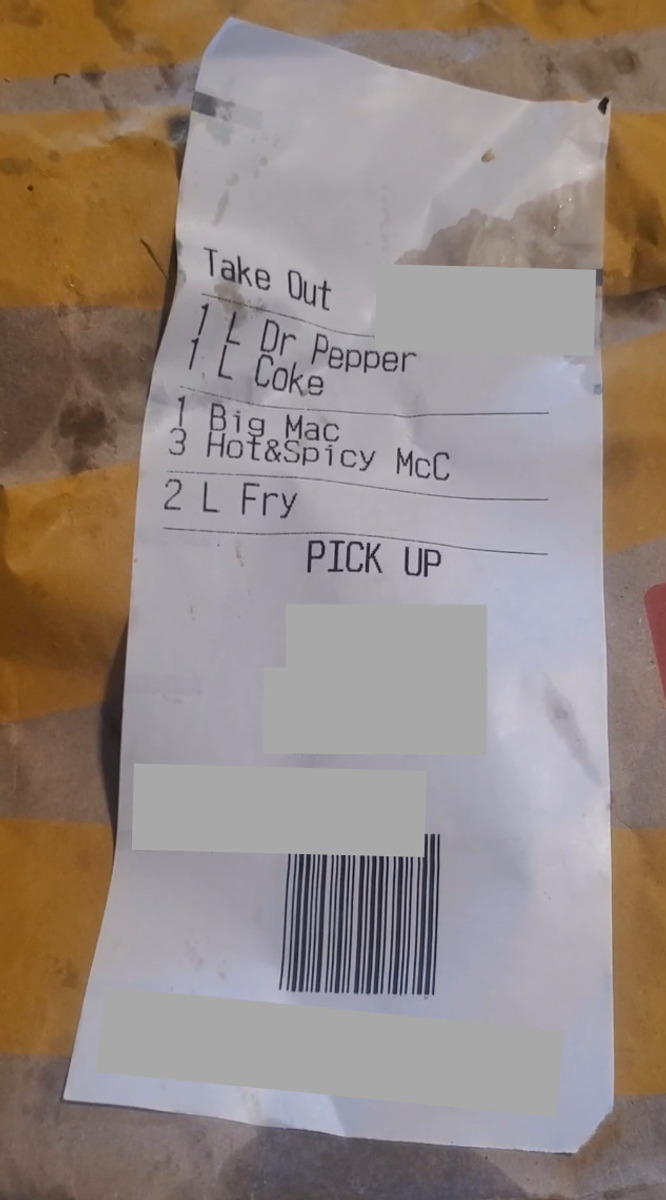 Take Out
1 L Dr Pepper
1 L Coke
1 Big Mac
3 Hot&Spicy McC
2 L Fry
PICK UP